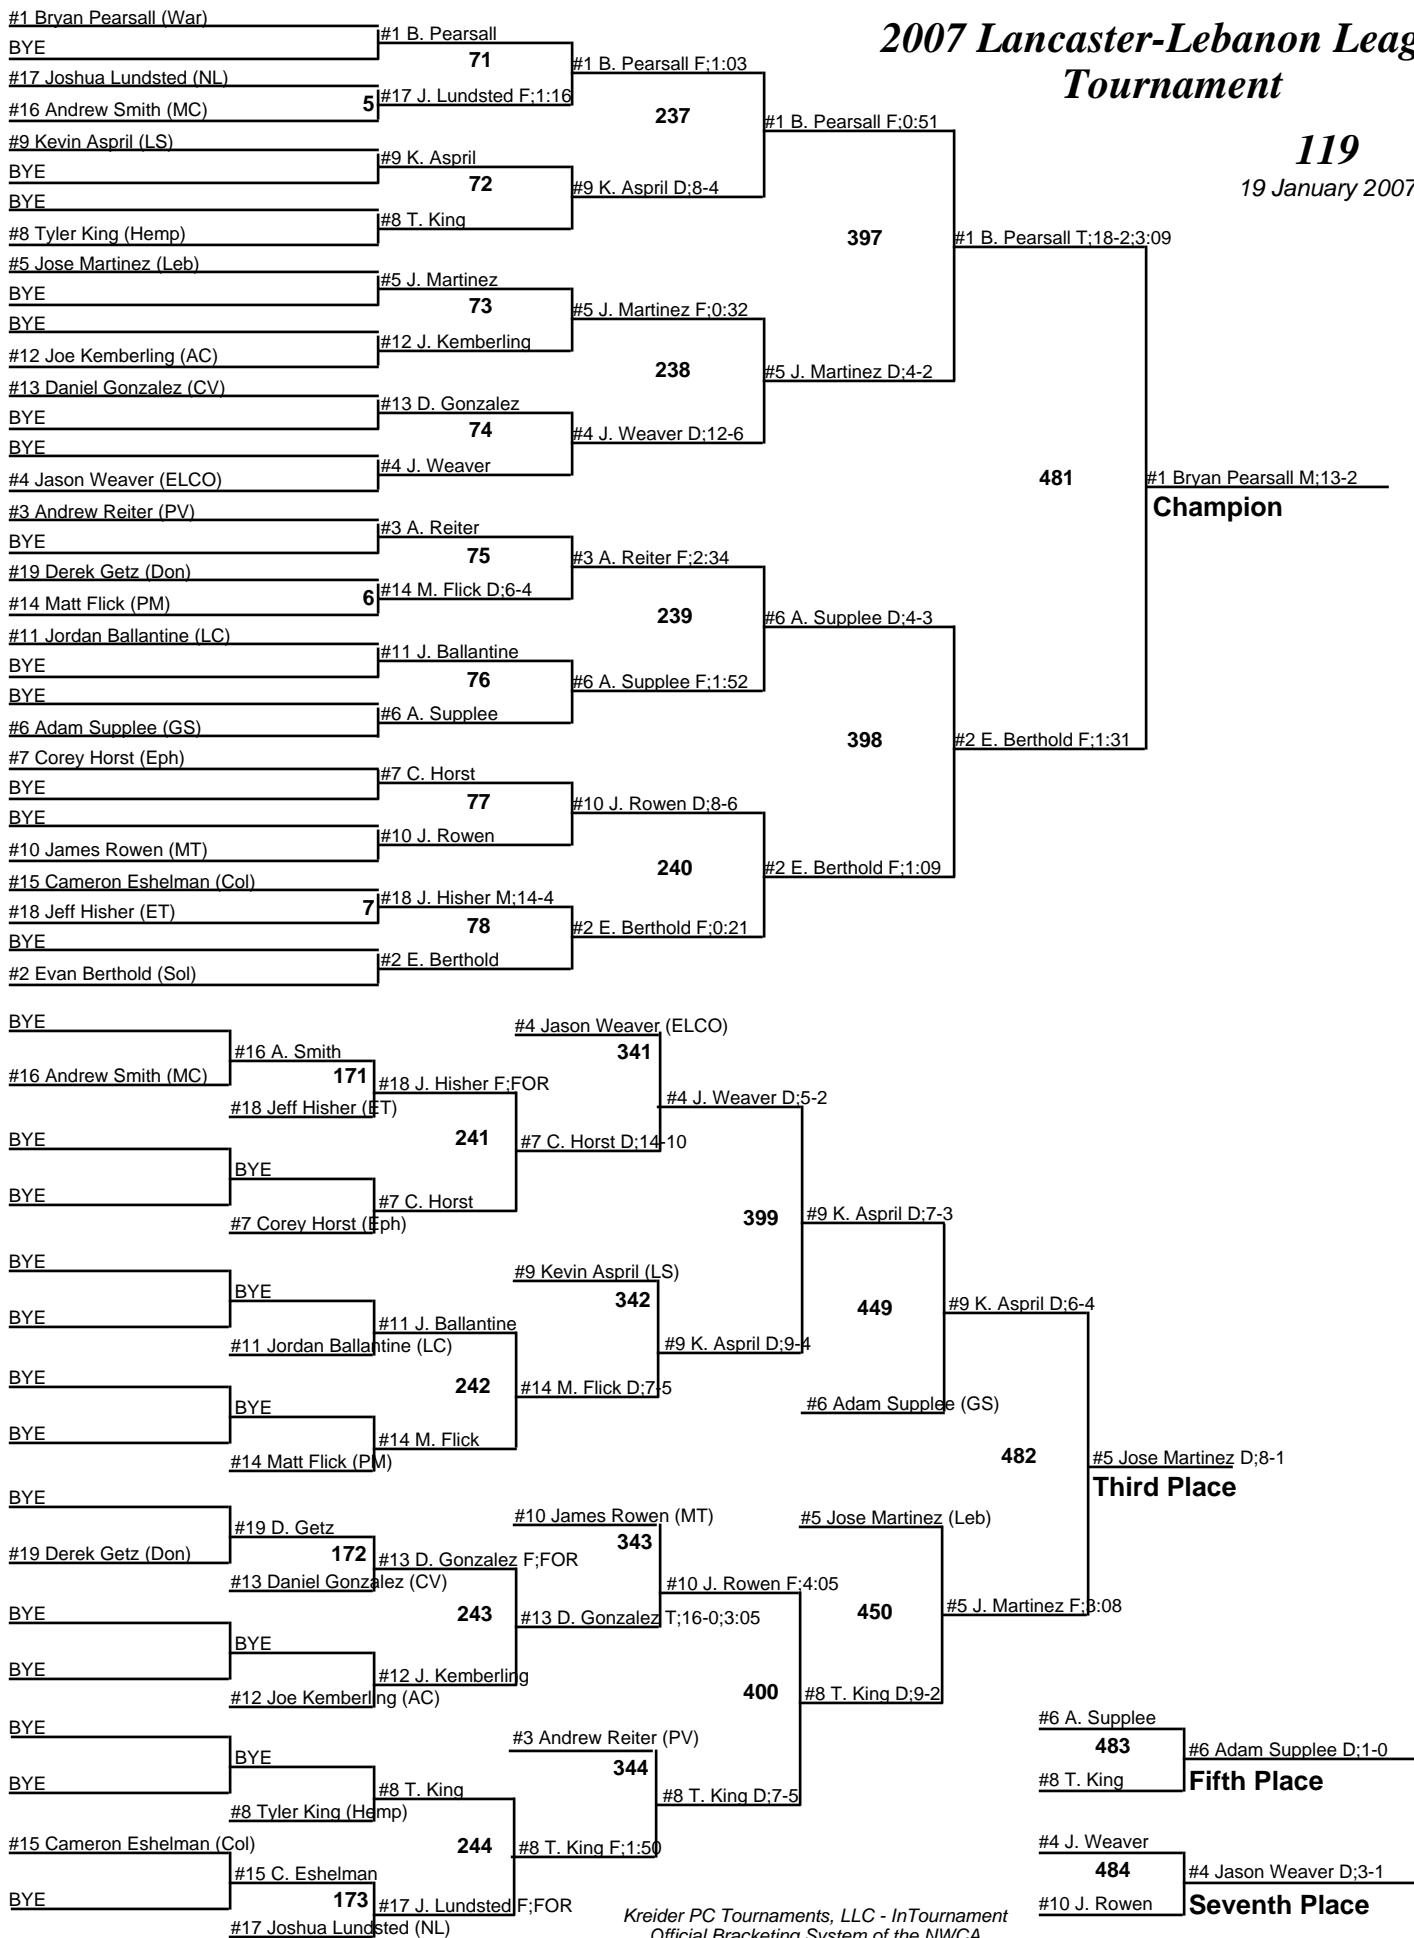 2007 Lancaster-Lebanon Leag
Tournament
119
19 January 2007
#1 Bryan Pearsall (War)
BYE
#17 Joshua Lundsted (NL)
#16 Andrew Smith (MC)
#9 Kevin Aspril (LS)
BYE
BYE
#8 Tyler King (Hemp)
#5 Jose Martinez (Leb)
BYE
BYE
#12 Joe Kemberling (AC)
#13 Daniel Gonzalez (CV)
BYE
BYE
#4 Jason Weaver (ELCO)
#3 Andrew Reiter (PV)
BYE
#19 Derek Getz (Don)
#14 Matt Flick (PM)
#11 Jordan Ballantine (LC)
BYE
BYE
#6 Adam Supplee (GS)
#7 Corey Horst (Eph)
BYE
BYE
#10 James Rowen (MT)
#15 Cameron Eshelman (Col)
#18 Jeff Hisher (ET)
BYE
#2 Evan Berthold (Sol)
5
6
7
#1 B. Pearsall
71
#17 J. Lundsted F;1:16
#9 K. Aspril
72
#8 T. King
#5 J. Martinez
73
#12 J. Kemberling
#13 D. Gonzalez
74
#4 J. Weaver
#3 A. Reiter
75
#14 M. Flick D;6-4
#11 J. Ballantine
76
#6 A. Supplee
#7 C. Horst
77
#10 J. Rowen
#18 J. Hisher M;14-4
78
#2 E. Berthold
#1 B. Pearsall F;1:03
237
#9 K. Aspril D;8-4
#5 J. Martinez F;0:32
238
#4 J. Weaver D;12-6
#3 A. Reiter F;2:34
239
#6 A. Supplee F;1:52
#10 J. Rowen D;8-6
240
#2 E. Berthold F;0:21
#1 B. Pearsall F;0:51
397
#5 J. Martinez D;4-2
#6 A. Supplee D;4-3
398
#2 E. Berthold F;1:09
#1 B. Pearsall T;18-2;3:09
481
#2 E. Berthold F;1:31
#1 Bryan Pearsall M;13-2
Champion
BYE
#16 Andrew Smith (MC)
BYE
BYE
BYE
BYE
BYE
BYE
BYE
#19 Derek Getz (Don)
BYE
BYE
BYE
BYE
#15 Cameron Eshelman (Col)
BYE
#16 A. Smith
171
#18 Jeff Hisher (ET)
BYE
#7 Corey Horst (Eph)
BYE
#11 Jordan Ballantine (LC)
BYE
#14 Matt Flick (PM)
#19 D. Getz
172
#13 Daniel Gonzalez (CV)
BYE
#12 Joe Kemberling (AC)
BYE
#8 Tyler King (Hemp)
#15 C. Eshelman
173
#17 Joshua Lundsted (NL)
#18 J. Hisher F;FOR
241
#7 C. Horst
#11 J. Ballantine
242
#14 M. Flick
#13 D. Gonzalez F;FOR
243
#12 J. Kemberling
#8 T. King
244
#17 J. Lundsted F;FOR
#4 Jason Weaver (ELCO)
341
#7 C. Horst D;14-10
#9 Kevin Aspril (LS)
342
#14 M. Flick D;7-5
#10 James Rowen (MT)
343
#13 D. Gonzalez T;16-0;3:05
#3 Andrew Reiter (PV)
344
#8 T. King F;1:50
#4 J. Weaver D;5-2
399
#9 K. Aspril D;9-4
#10 J. Rowen F;4:05
400
#8 T. King D;7-5
#9 K. Aspril D;7-3
449
#6 Adam Supplee (GS)
#5 Jose Martinez (Leb)
450
#8 T. King D;9-2
#9 K. Aspril D;6-4
482
#5 J. Martinez F;3:08
#5 Jose Martinez D;8-1
Third Place
#6 A. Supplee
483
#8 T. King
#6 Adam Supplee D;1-0
Fifth Place
#4 J. Weaver
484
#10 J. Rowen
#4 Jason Weaver D;3-1
Seventh Place
Kreider PC Tournaments, LLC - InTournament
Official Bracketing System of the NWCA